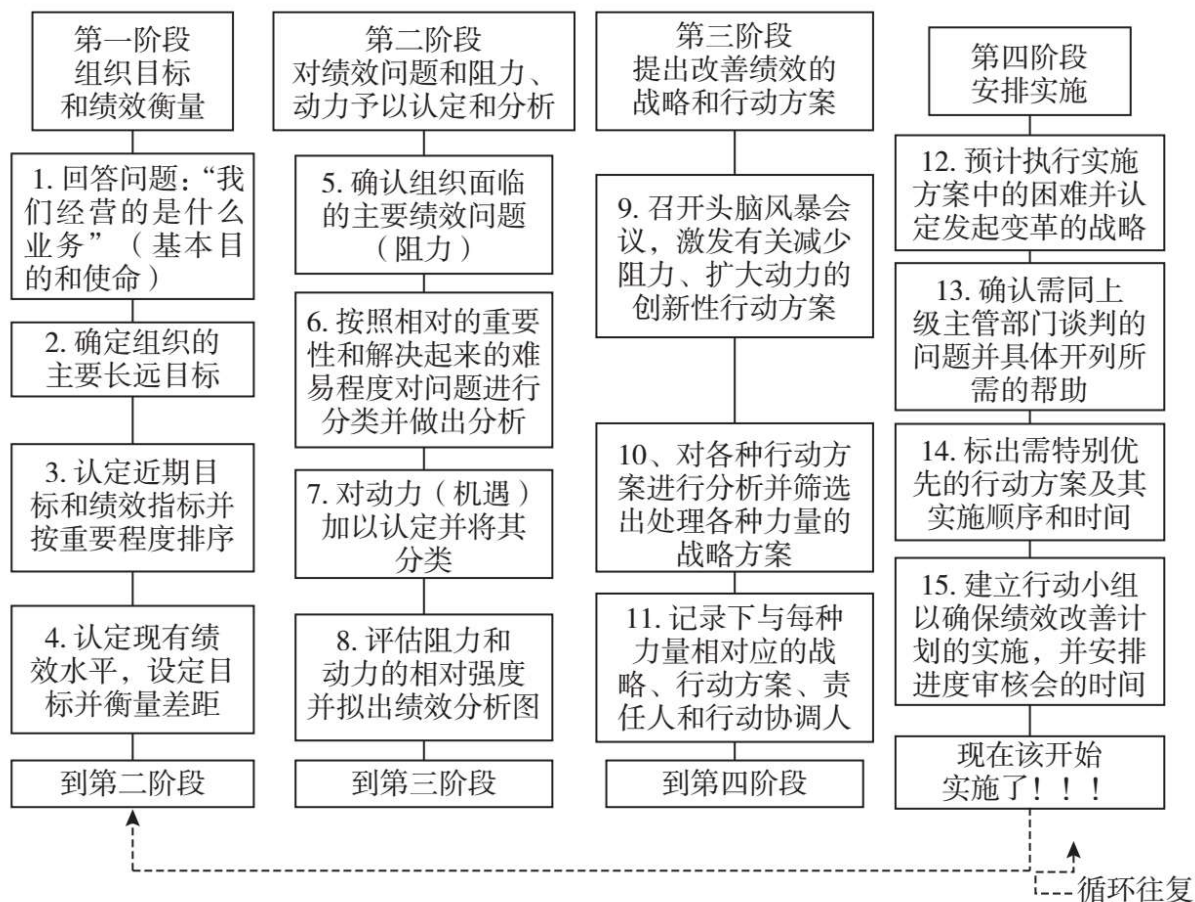 第一阶段
组织目标
和绩效衡量
1. 回答问题：“我
们经营的是什么
业务”（基本目
的和使命）
2. 确定组织的
主要长远目标
3. 认定近期目
标和绩效指标并
按重要程度排序
4. 认定现有绩
效水平，设定目
标并衡量差距
到第二阶段
第二阶段
对绩效问题和阻力、
动力予以认定和分析
5. 确认组织面临
的主要绩效问题
（阻力）
6. 按照相对的重要
性和解决起来的难
易程度对问题进行
分类并做出分析
7. 对动力（机遇）
加以认定并将其
分类
8. 评估阻力和
动力的相对强度
并拟出绩效分析图
到第三阶段
第三阶段
提出改善绩效的
战略和行动方案
9. 召开头脑风暴会
议，激发有关减少
阻力、扩大动力的
创新性行动方案
10、对各种行动方
案进行分析并筛选
出处理各种力量的
战略方案
11. 记录下与每种
力量相对应的战
略、行动方案、责
任人和行动协调人
到第四阶段
第四阶段
安排实施
12. 预计执行实施
方案中的困难并认
定发起变革的战略
13. 确认需同上
级主管部门谈判的
问题并具体开列所
需的帮助
14. 标出需特别优
先的行动方案及其
实施顺序和时间
15. 建立行动小组
以确保绩效改善计
划的实施，并安排
进度审核会的时间
现在该开始
实施了！！！
循环往复